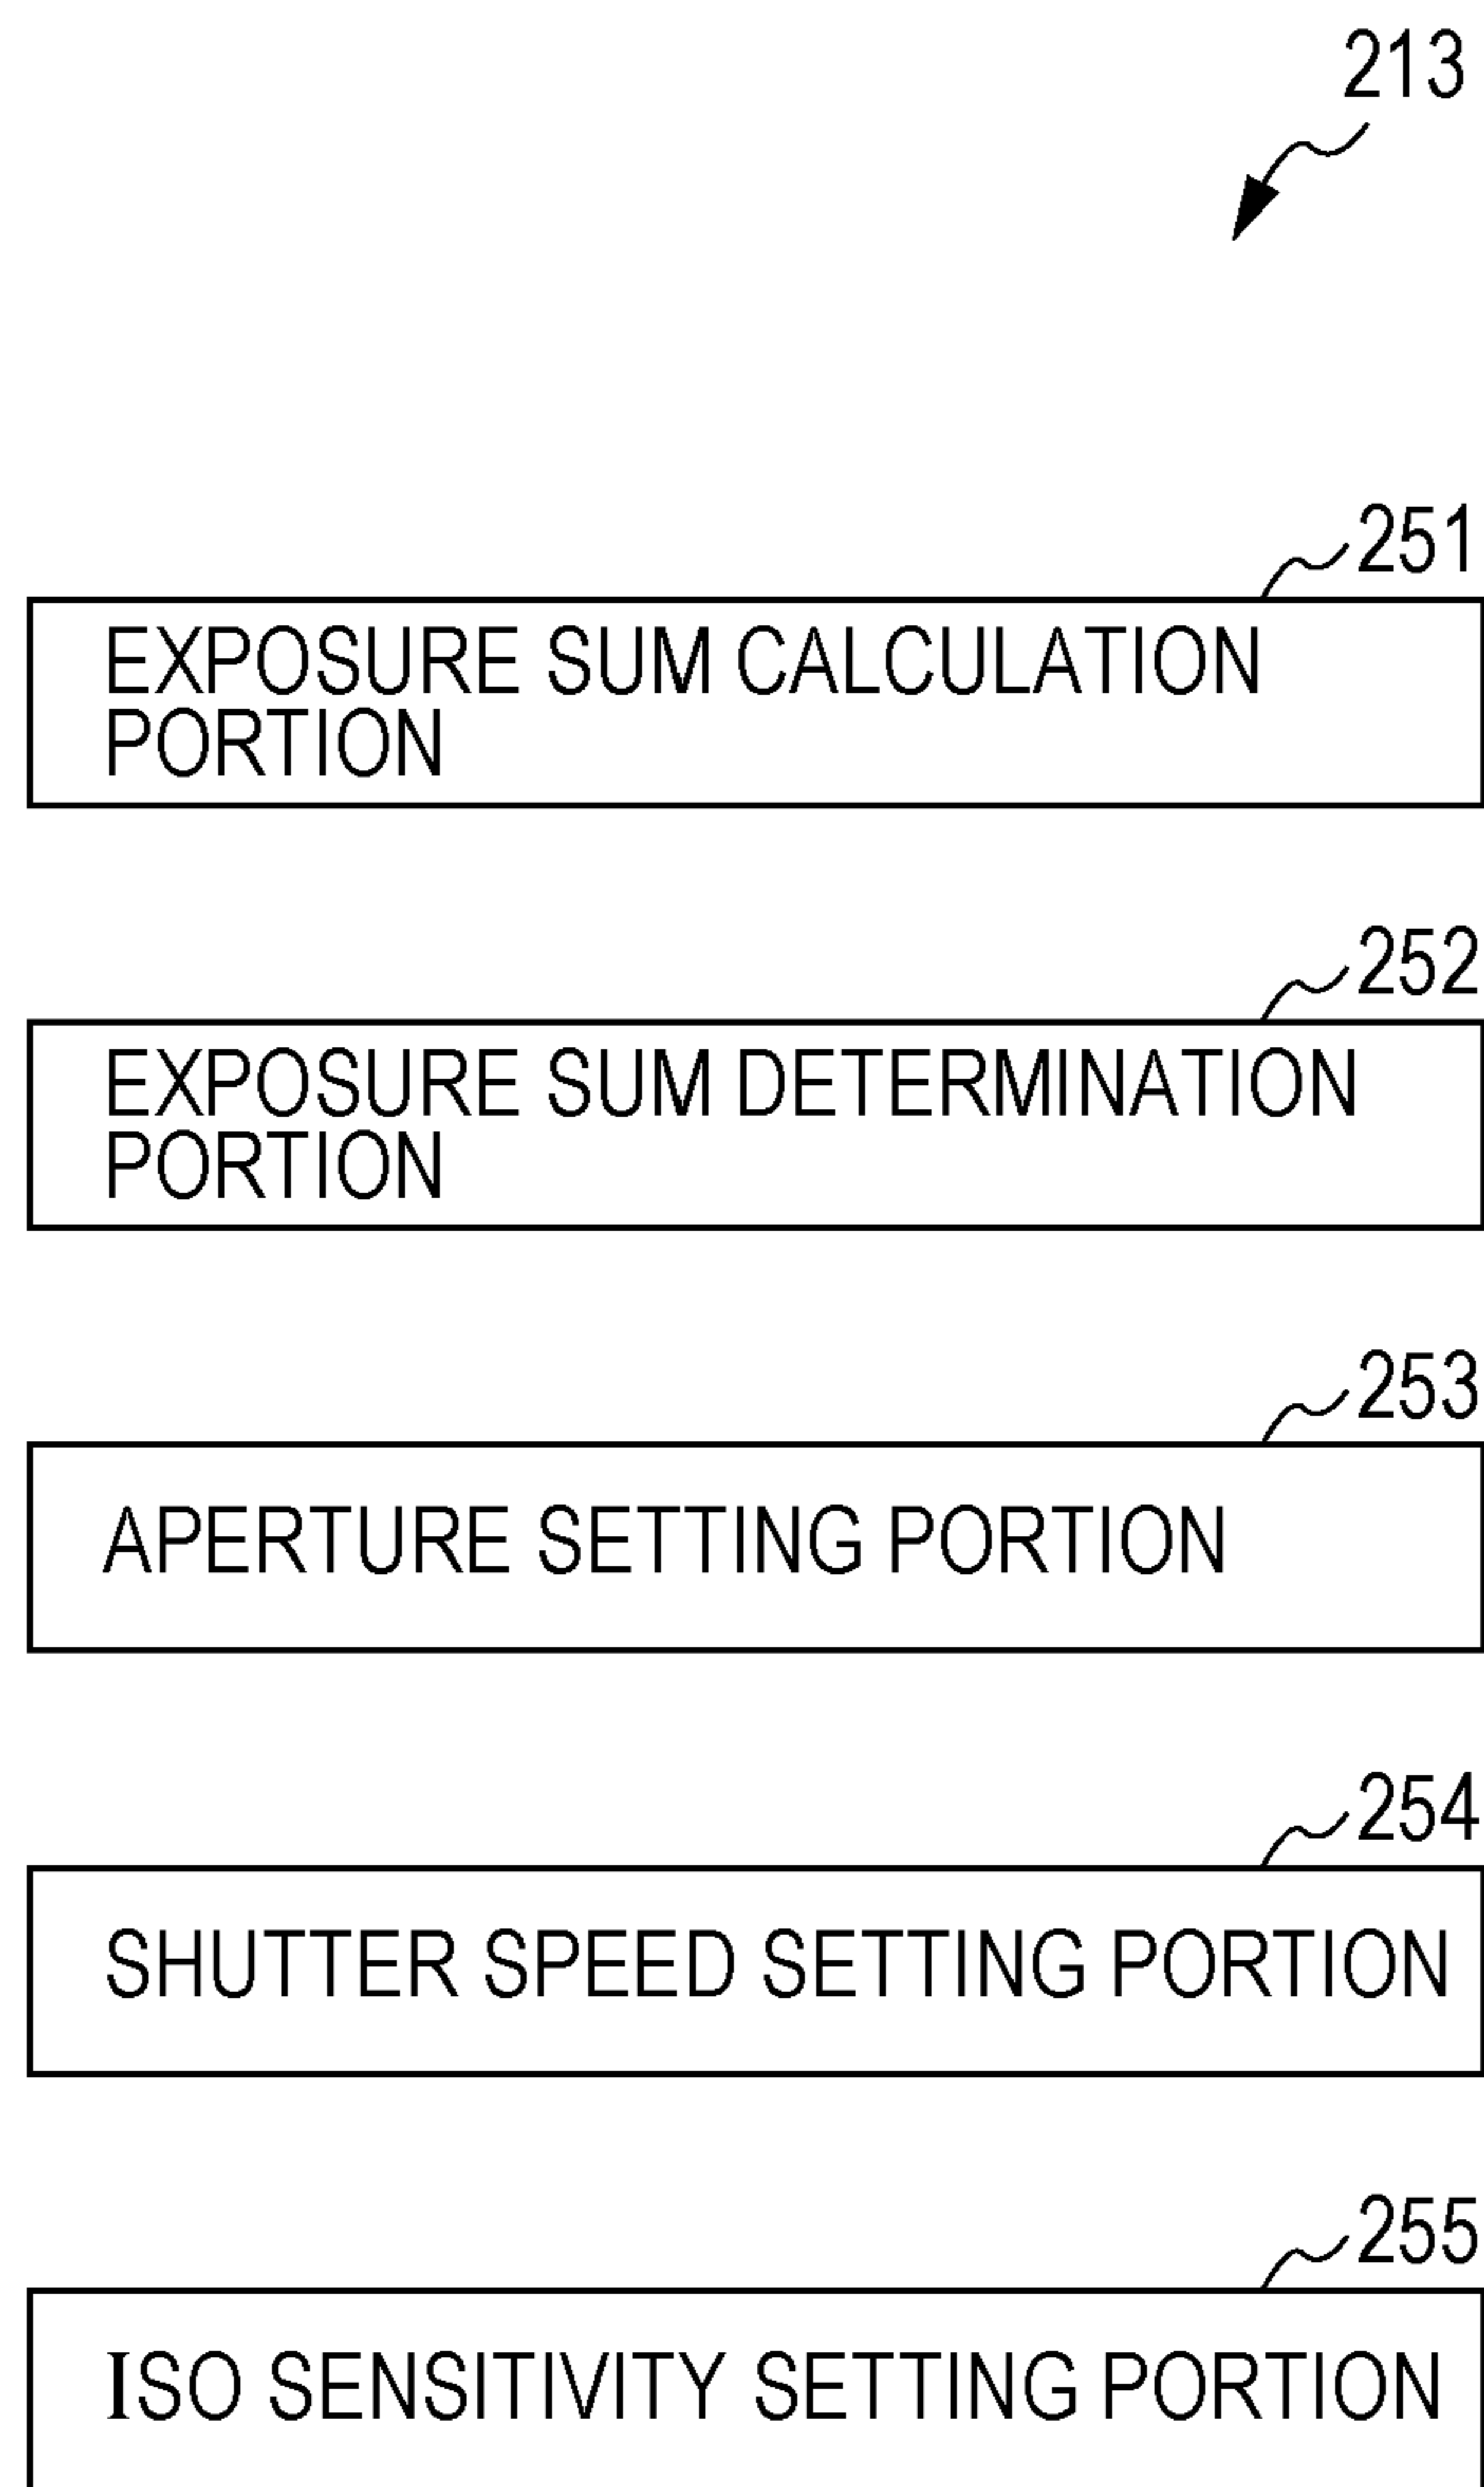 213
251
EXPOSURE SUM CALCULATION
PORTION
252
EXPOSURE SUM DETERMINATION
PORTION
253
APERTURE SETTING PORTION
254
SHUTTER SPEED SETTING PORTION
255
ISO SENSITIVITY SETTING PORTION